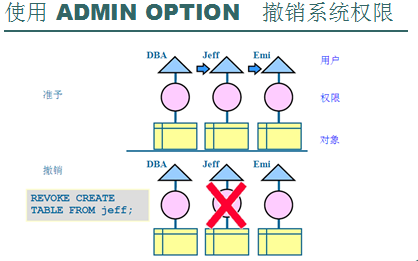 使用 ADMIN OPTION 撤销系统权限
DBA Jeff Emi 用户
准予 权限
对象
撤销 DBA Jeff Emi
REVOKE CREATE
TABLE FROM jeff;